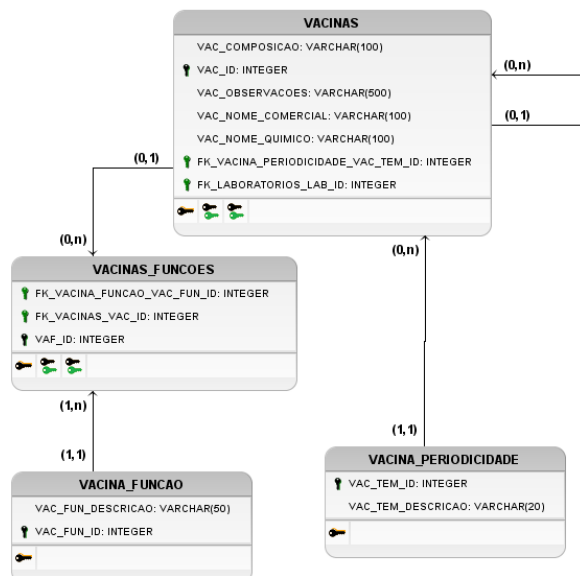 VACINAS
VAC_COMPOSICAO: VARCHAR(100)
VAC_ID: INTEGER
VAC_OBSERVACOES: VARCHAR(500)
VAC_NOME_COMERCIAL: VARCHAR(100)
VAC_NOME_QUIMICO: VARCHAR(100)
FK_VACINA_PERIODICIDADE_VAC_TEM_ID: INTEGER
FK_LABORATORIOS_LAB_ID: INTEGER
(0,n)
(0,1)
(0,1)
(0,n)
(0,n)
VACINAS_FUNCOES
FK_VACINA_FUNCAO_VAC_FUN_ID: INTEGER
FK_VACINAS_VAC_ID: INTEGER
VAF_ID: INTEGER
(1,n)
(1,1)
(1,1)
VACINA_FUNCAO
VAC_FUN_DESCRICAO: VARCHAR(50)
VAC_FUN_ID: INTEGER
VACINA_PERIODICIDADE
VAC_TEM_ID: INTEGER
VAC_TEM_DESCRICAO: VARCHAR(20)